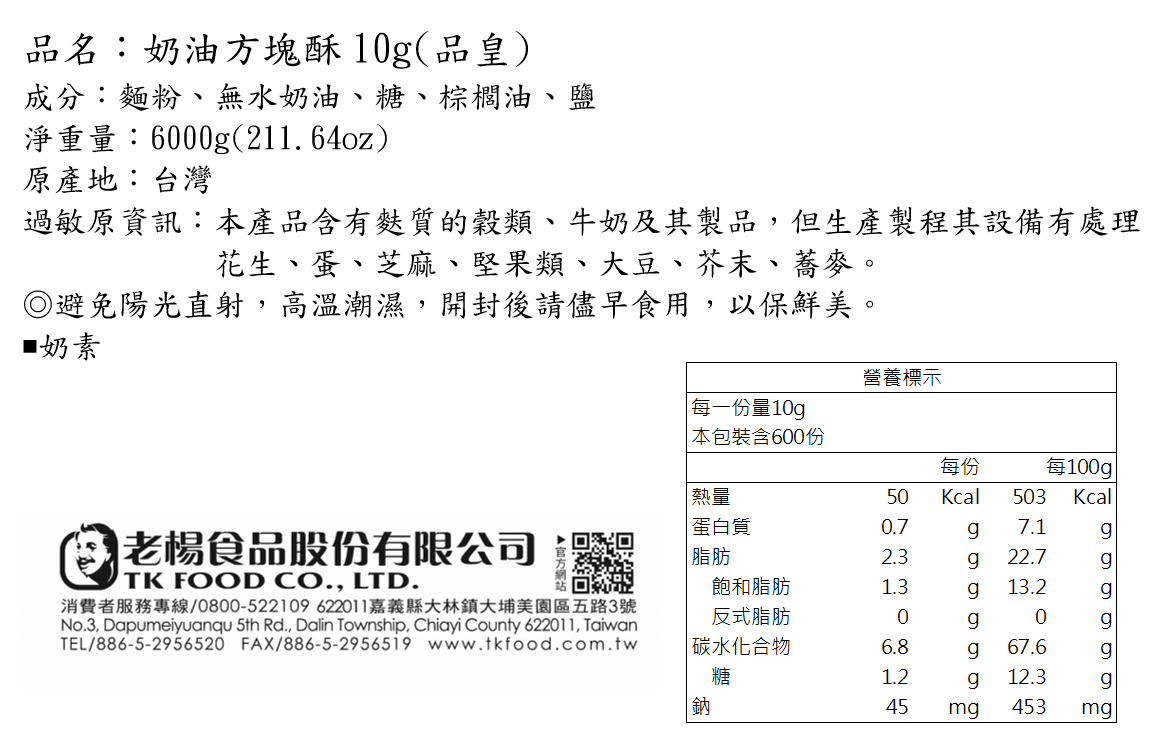 品名：奶油方塊酥10g(品皇)
成分：麵粉、無水奶油、糖、棕櫚油、鹽
淨重量：6000g(211.64oz)
原產地：台灣
過敏原資訊：本產品含有麩質的穀類、牛奶及其製品，但生產製程其設備有處理
花生、蛋、芝麻、堅果類、大豆、芥末、蕎麥。
◎避免陽光直射，高溫潮濕，開封後請儘早食用，以保鮮美。
■奶素
營養標示
每一份量10g
本包裝含600份
每份 每100g
熱量 50 Kcal 503 Kcal
蛋白質 0.7 g 7.1 g
脂肪 2.3 g 22.7 g
飽和脂肪 1.3 g 13.2 g
反式脂肪 0 g 0 g
碳水化合物 6.8 g 67.6 g
糖 1.2 g 12.3 g
鈉 45 mg 453 mg
老楊食品股份有限公司
TK FOOD CO., LTD.
▶官方網站
消費者服務專線/0800-522109 622011嘉義縣大林鎮大埔美園區五路3號
No.3, Dapumeiyuanqu 5th Rd., Dalin Township, Chiayi County 622011, Taiwan
TEL/886-5-2956520 FAX/886-5-2956519 www.tkfood.com.tw